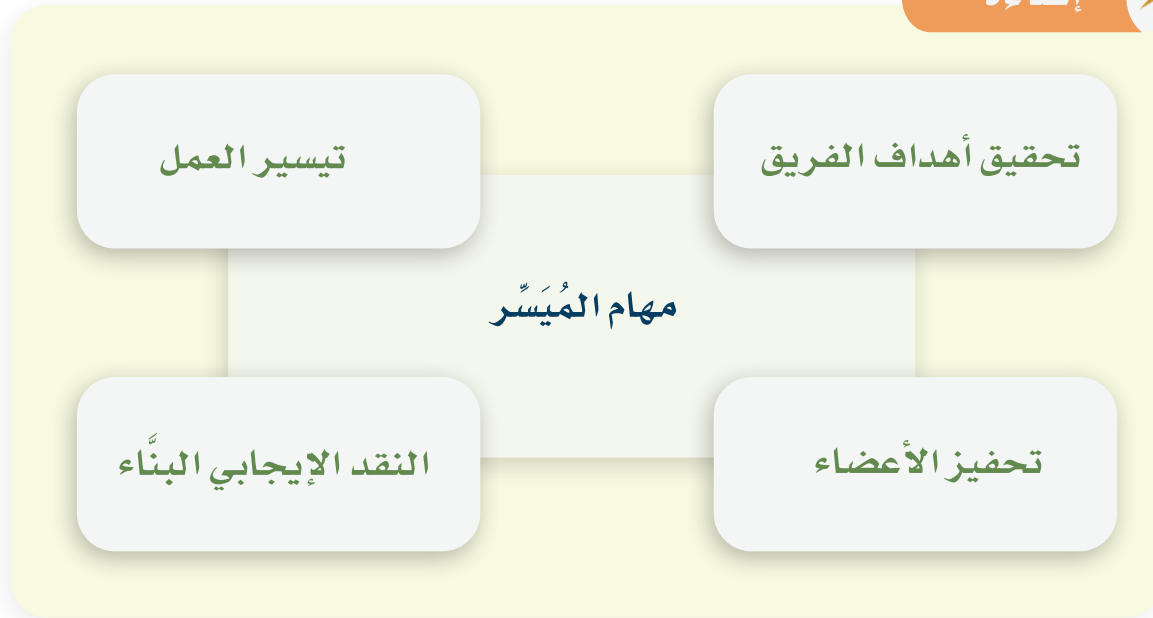 تحقيق أهداف الفريق
تيسير العمل
مهام المُيَسِّر
تحفيز الأعضاء
النقد الإيجابي البنَّاء